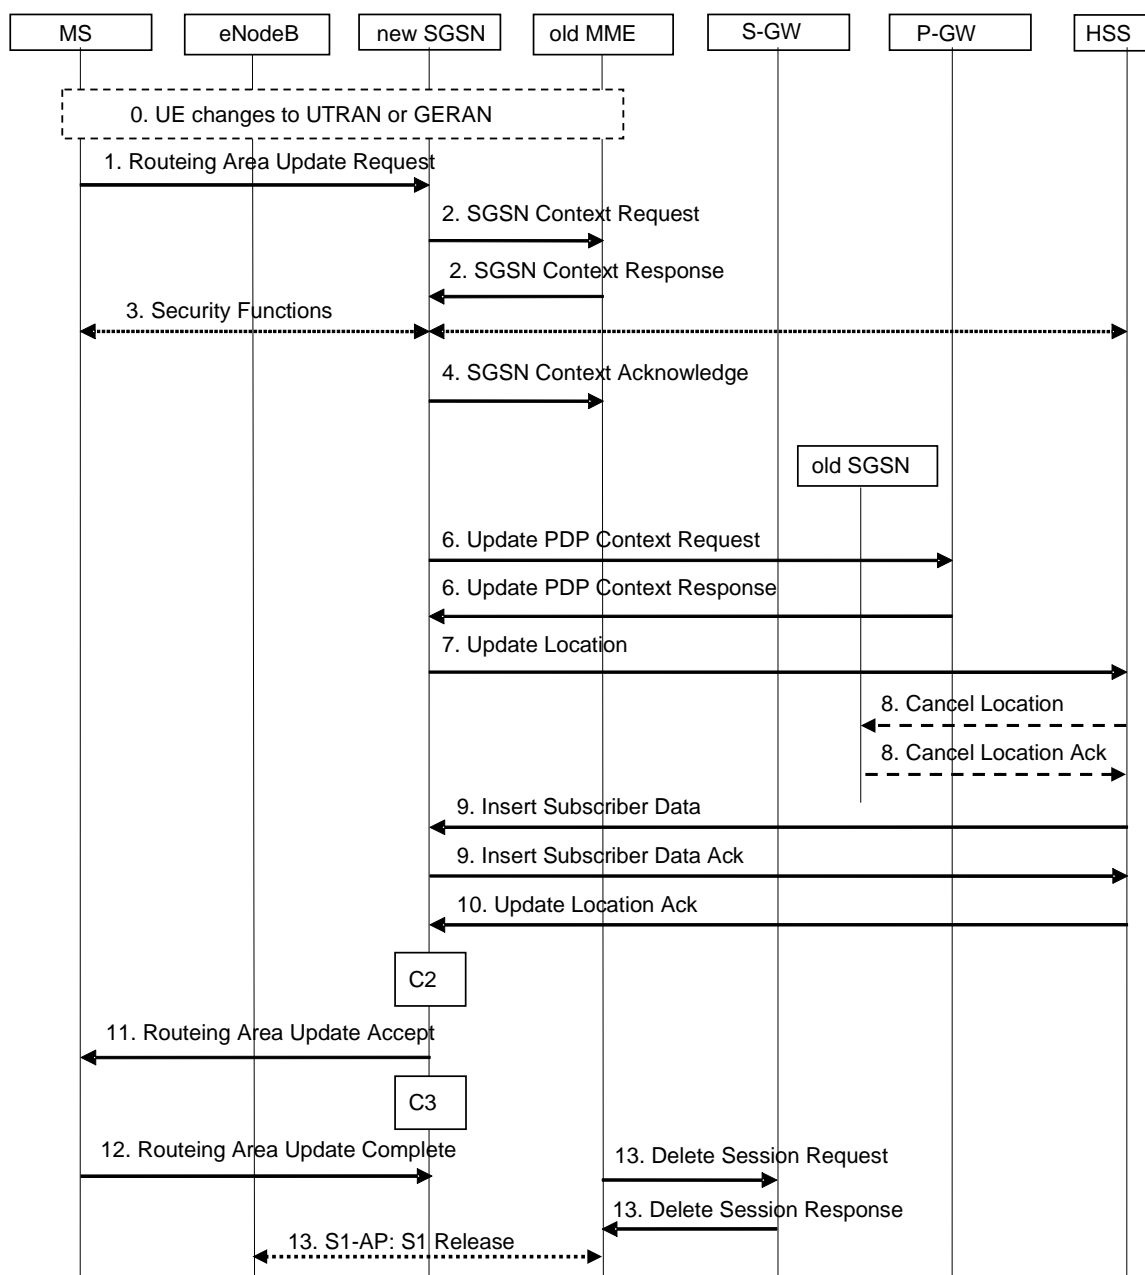 MS
eNodeB
new SGSN
old MME
S-GW
P-GW
HSS
0. UE changes to UTRAN or GERAN
1. Routeing Area Update Request
2. SGSN Context Request
2. SGSN Context Response
3. Security Functions
4. SGSN Context Acknowledge
old SGSN
6. Update PDP Context Request
6. Update PDP Context Response
7. Update Location
8. Cancel Location
8. Cancel Location Ack
9. Insert Subscriber Data
9. Insert Subscriber Data Ack
10. Update Location Ack
C2
11. Routeing Area Update Accept
C3
12. Routeing Area Update Complete
13. Delete Session Request
13. Delete Session Response
13. S1-AP: S1 Release